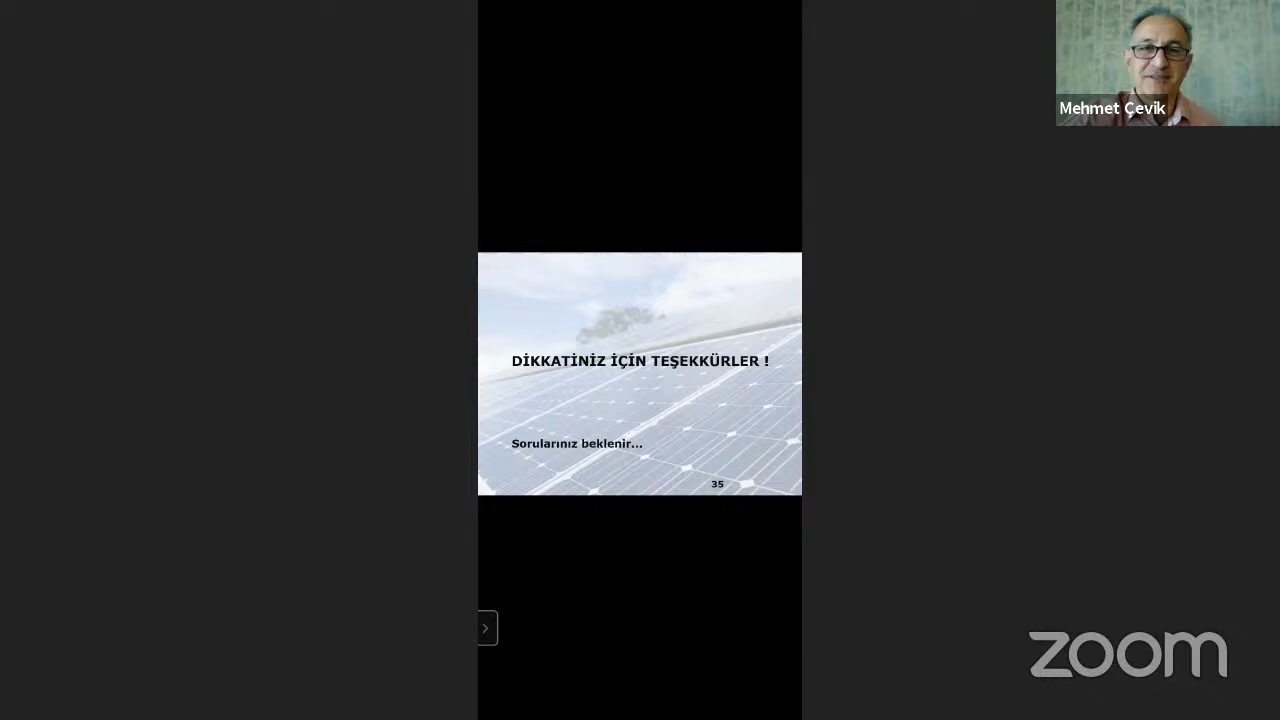 Mehmet Çevik
DİKKATİNİZ İÇİN TEŞEKKÜRLER !
Sorularınız beklenir...
35
zoom